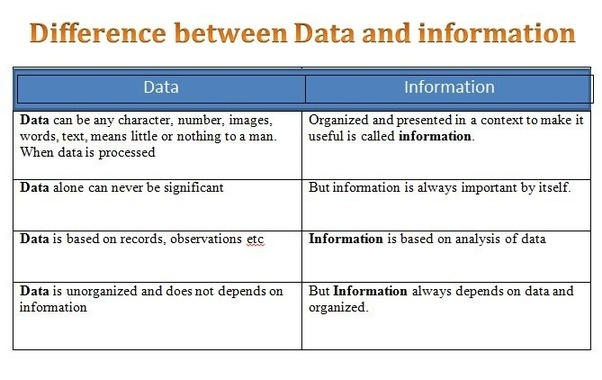 Difference between Data and information
Data
Information
Data can be any character, number, images,
words, text, means little or nothing to a man.
When data is processed
Organized and presented in a context to make it
useful is called information.
Data alone can never be significant
But information is always important by itself.
Data is based on records, observations etc
Information is based on analysis of data
Data is unorganized and does not depends on
information
But Information always depends on data and
organized.